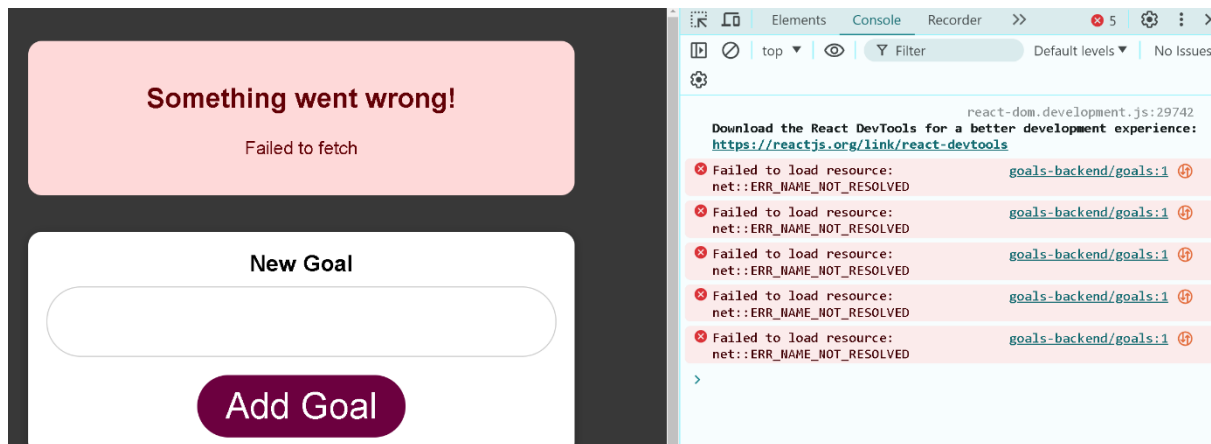 Something went wrong!
Failed to fetch
New Goal
Add Goal
Elements Console Recorder 5
top Filter Default levels No Issues
react-dom.development.js:29742
Download the React DevTools for a better development experience:
https://reactjs.org/link/react-devtools
Failed to load resource: goals-backend/goals:1
net::ERR_NAME_NOT_RESOLVED
Failed to load resource: goals-backend/goals:1
net::ERR_NAME_NOT_RESOLVED
Failed to load resource: goals-backend/goals:1
net::ERR_NAME_NOT_RESOLVED
Failed to load resource: goals-backend/goals:1
net::ERR_NAME_NOT_RESOLVED
Failed to load resource: goals-backend/goals:1
net::ERR_NAME_NOT_RESOLVED